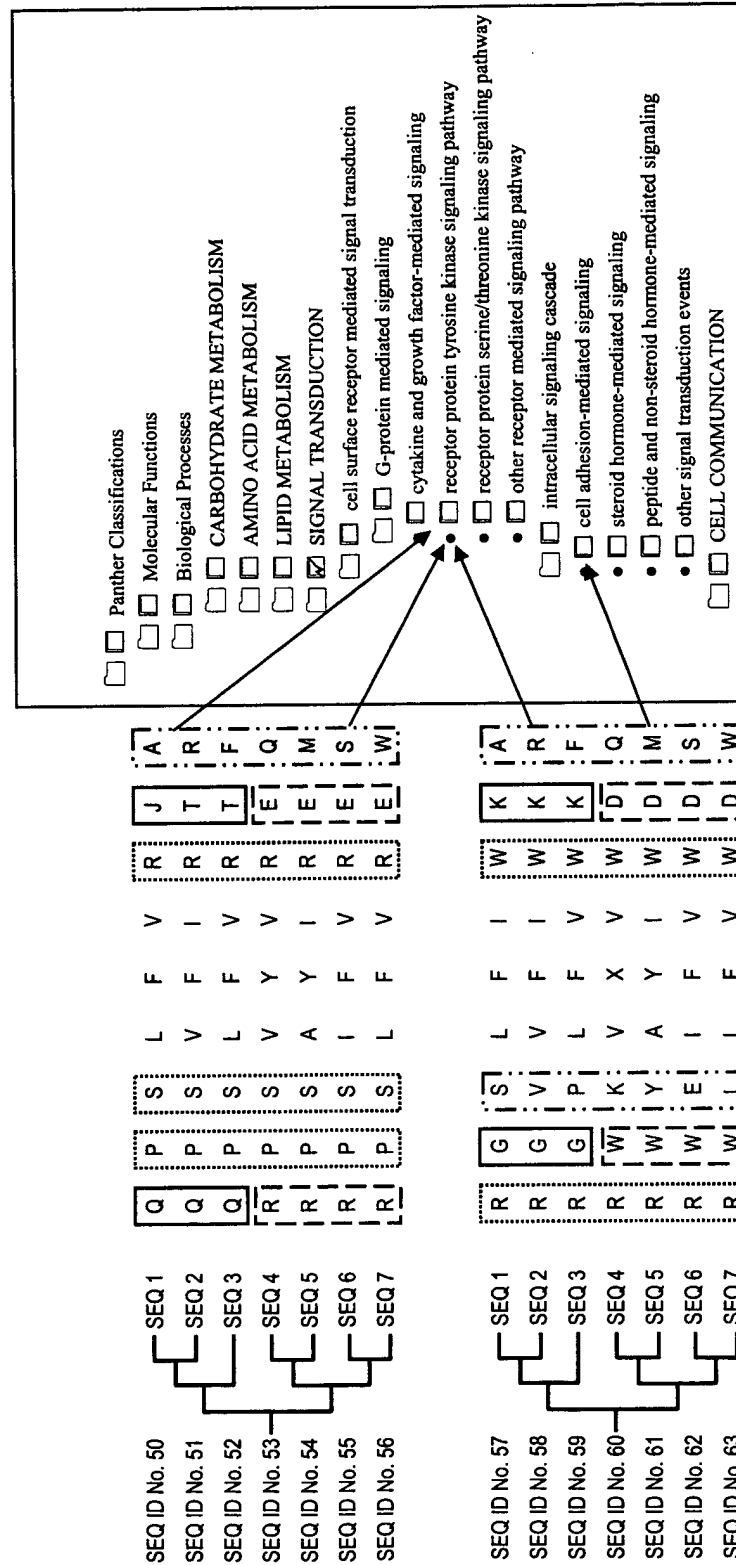 SEQ ID No. 50 SEQ 1 Q P S L F V R J A
SEQ ID No. 51 SEQ 2 Q P S V F I R T R
SEQ ID No. 52 SEQ 3 Q P S L F V R T F
SEQ ID No. 53 SEQ 4 R P S V Y V R E Q
SEQ ID No. 54 SEQ 5 R P S A Y I R E M
SEQ ID No. 55 SEQ 6 R P S I F V R E S
SEQ ID No. 56 SEQ 7 R P S L F V R E W
SEQ ID No. 57 SEQ 1 R G S L F I W K A
SEQ ID No. 58 SEQ 2 R G V V F I W K R
SEQ ID No. 59 SEQ 3 R G P L F V W K F
SEQ ID No. 60 SEQ 4 R W K V X V W D Q
SEQ ID No. 61 SEQ 5 R W Y A Y I W D M
SEQ ID No. 62 SEQ 6 R W E I F V W D S
SEQ ID No. 63 SEQ 7 R W I L F V W D W
Panther Classifications
Molecular Functions
Biological Processes
CARBOHYDRATE METABOLISM
AMINO ACID METABOLISM
LIPID METABOLISM
SIGNAL TRANSDUCTION
cell surface receptor mediated signal transduction
G-protein mediated signaling
cytakine and growth factor-mediated signaling
receptor protein tyrosine kinase signaling pathway
receptor protein serine/threonine kinase signaling pathway
other receptor mediated signaling pathway
intracellular signaling cascade
cell adhesion-mediated signaling
steroid hormone-mediated signaling
peptide and non-steroid hormone-mediated signaling
other signal transduction events
CELL COMMUNICATION